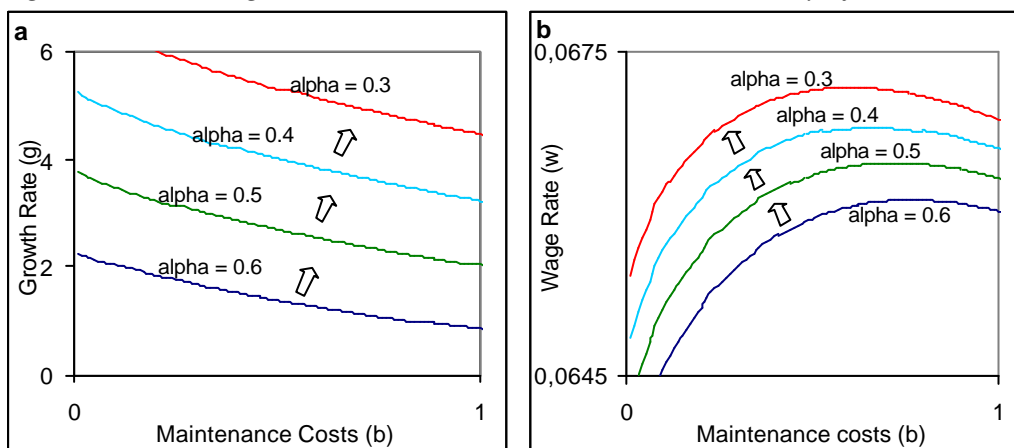 a
6
4
2
0
Growth Rate (g)
alpha = 0.3
alpha = 0.4
alpha = 0.5
alpha = 0.6
0
1
Maintenance Costs (b)
b
0,0675
0,0645
Wage Rate (w)
alpha = 0.3
alpha = 0.4
alpha = 0.5
alpha = 0.6
0
1
Maintenance costs (b)